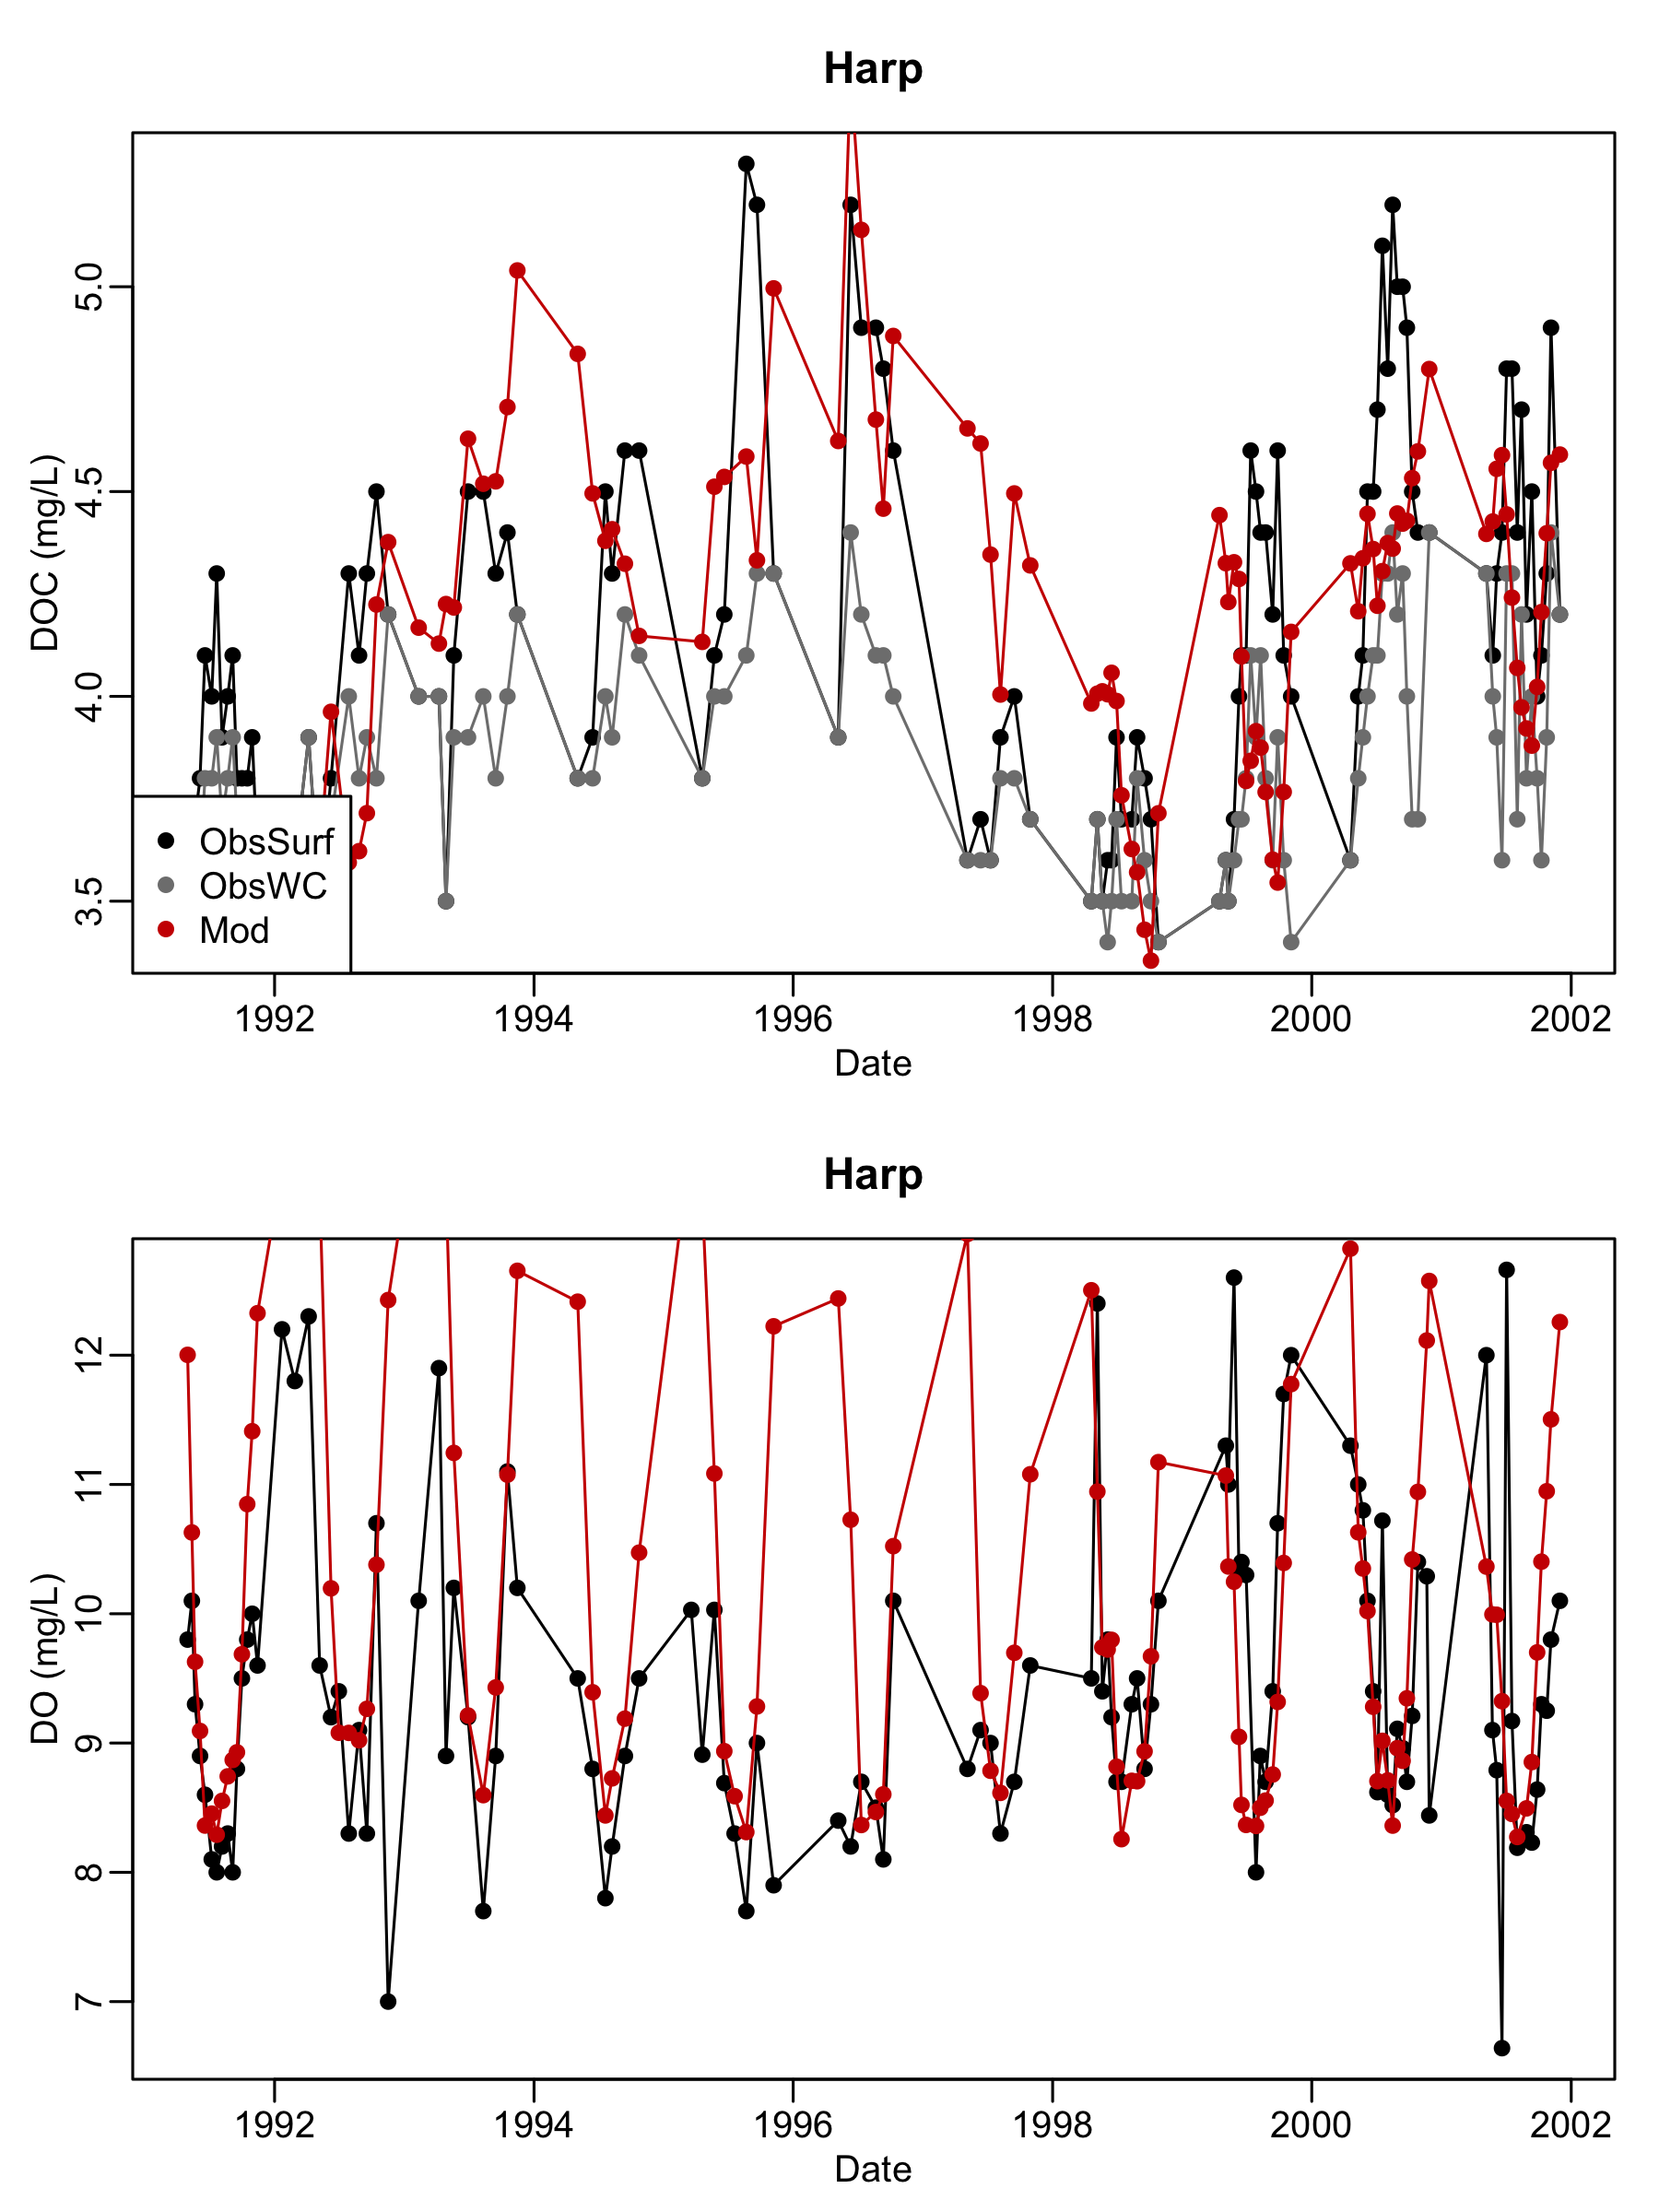 Harp
DOC (mg/L)
5.0
4.5
4.0
3.5
ObsSurf
ObsWC
Mod
1992 1994 1996 1998 2000 2002
Date
Harp
DO (mg/L)
12
11
10
9
8
7
1992 1994 1996 1998 2000 2002
Date